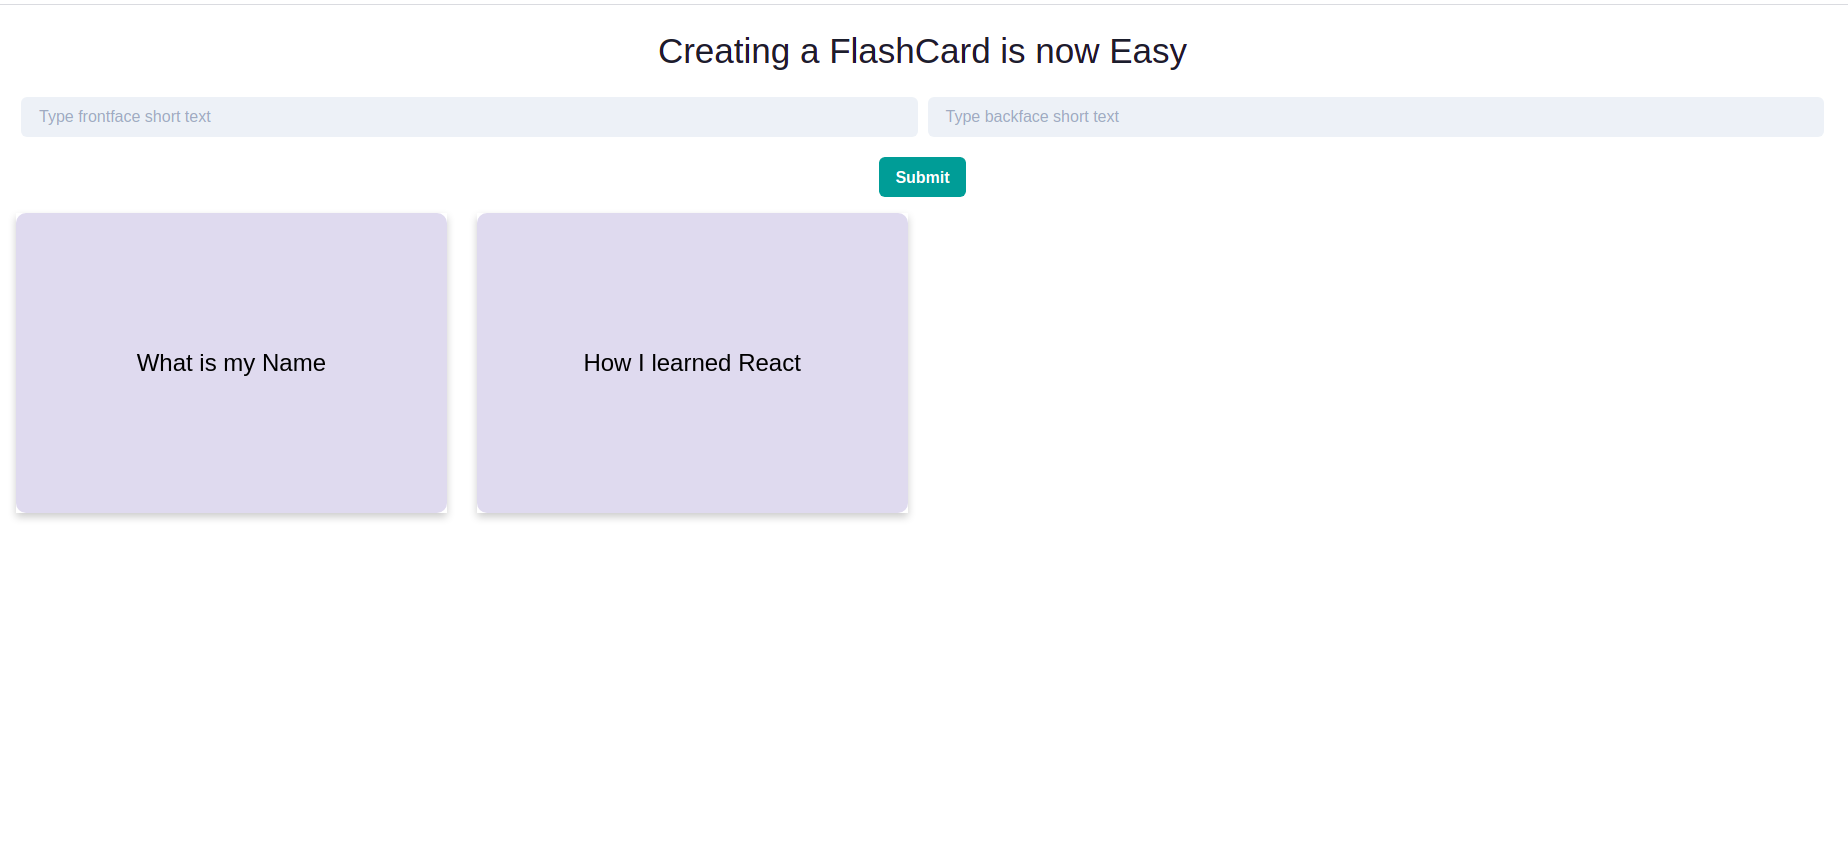 Creating a FlashCard is now Easy
Type frontface short text
Type backface short text
Submit
What is my Name
How I learned React